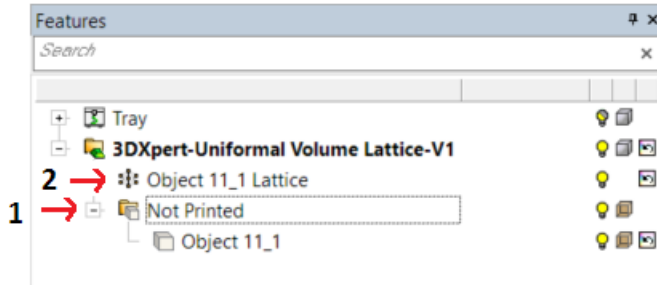 Features
Search
Tray
3DXpert-Uniformal Volume Lattice-V1
2 Object 11_1 Lattice
1 Not Printed
Object 11_1